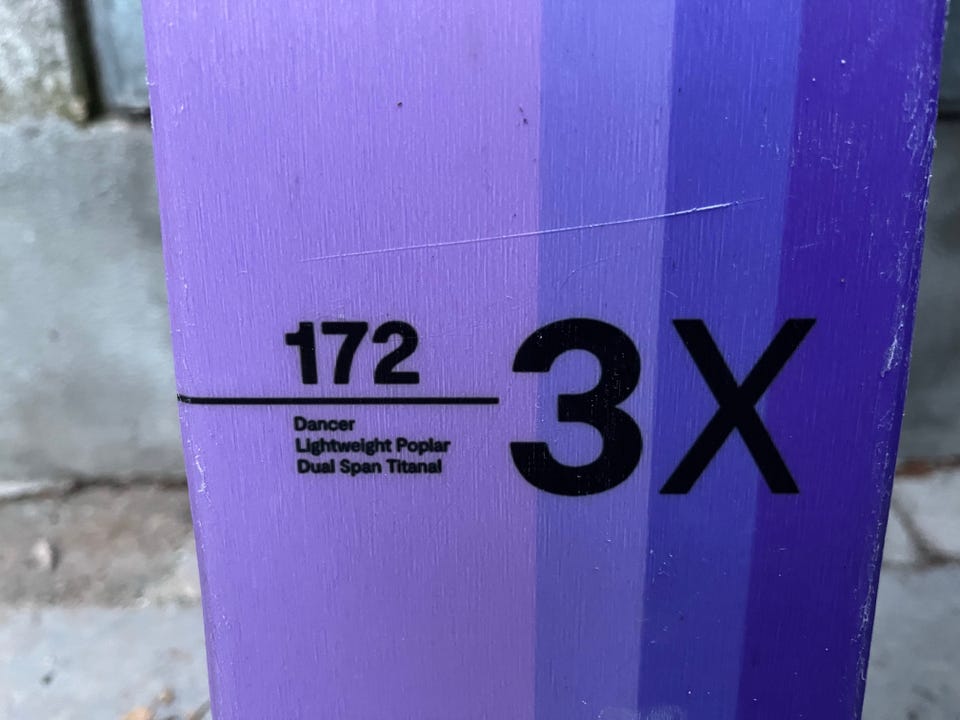 172
Dancer
Lightweight Poplar
Dual Span Titanal
3X